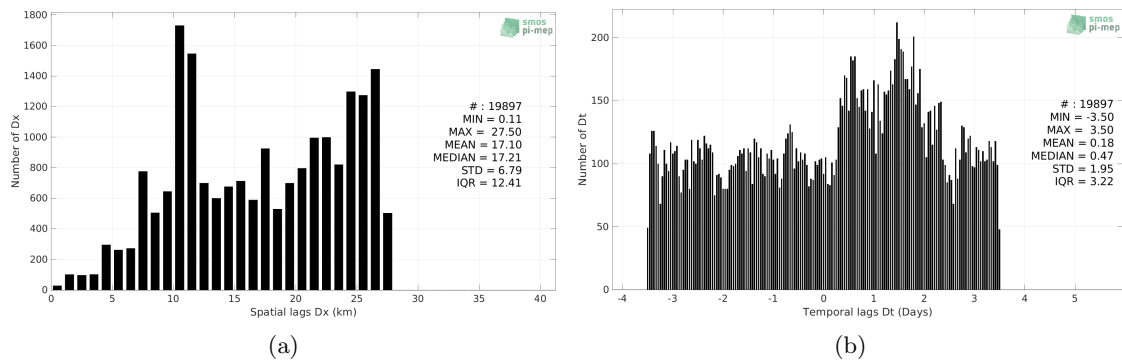 smos
pi-mep
1800
1600
1400
1200
1000
800
600
400
200
0
Number of Dx
# : 19897
MIN = 0.11
MAX = 27.50
MEAN = 17.10
MEDIAN = 17.21
STD = 6.79
IQR = 12.41
0 5 10 15 20 25 30 35 40
Spatial lags Dx (km)
(a)
smos
pi-mep
200
150
100
50
0
Number of Dt
# : 19897
MIN = -3.50
MAX = 3.50
MEAN = 0.18
MEDIAN = 0.47
STD = 1.95
IQR = 3.22
-4 -3 -2 -1 0 1 2 3 4 5
Temporal lags Dt (Days)
(b)